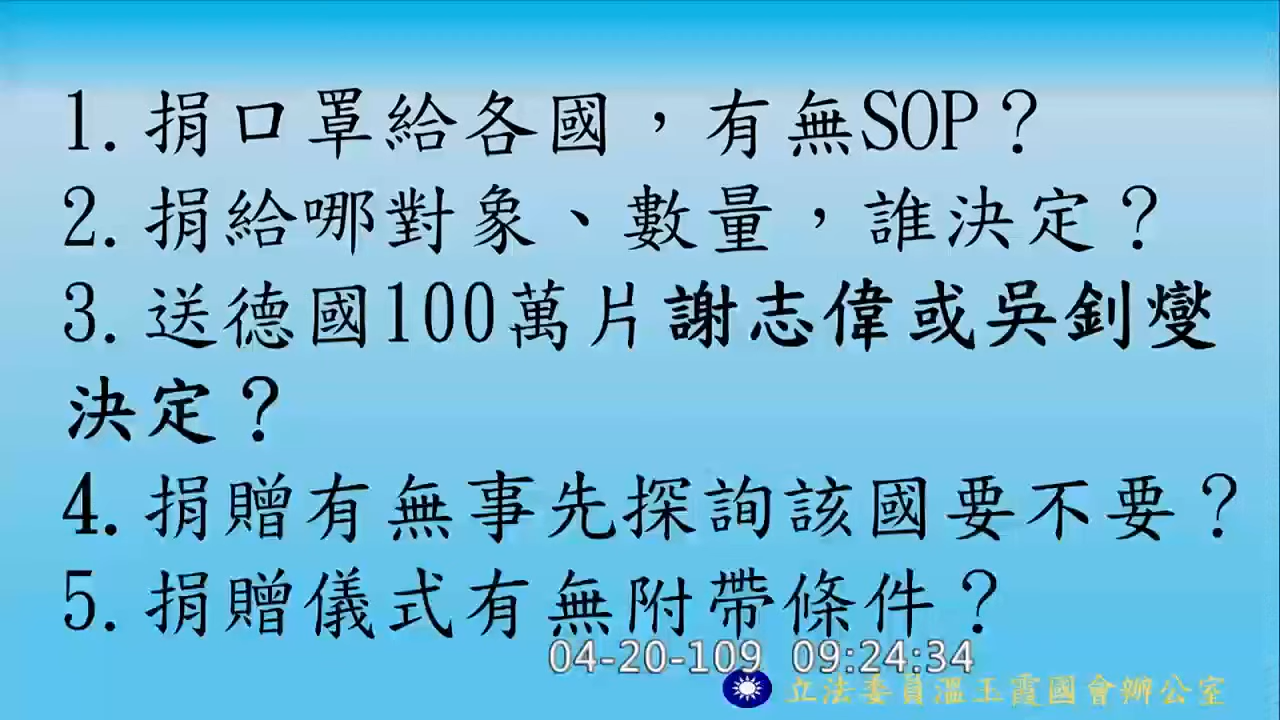 1.捐口罩給各國，有無SOP？
2.捐給哪對象、數量，誰決定？
3.送德國100萬片謝志偉或吳釗燮
決定？
4.捐贈有無事先探詢該國要不要？
5.捐贈儀式有無附帶條件？
04-20-109 09:24:34
立法委員溫玉霞國會辦公室